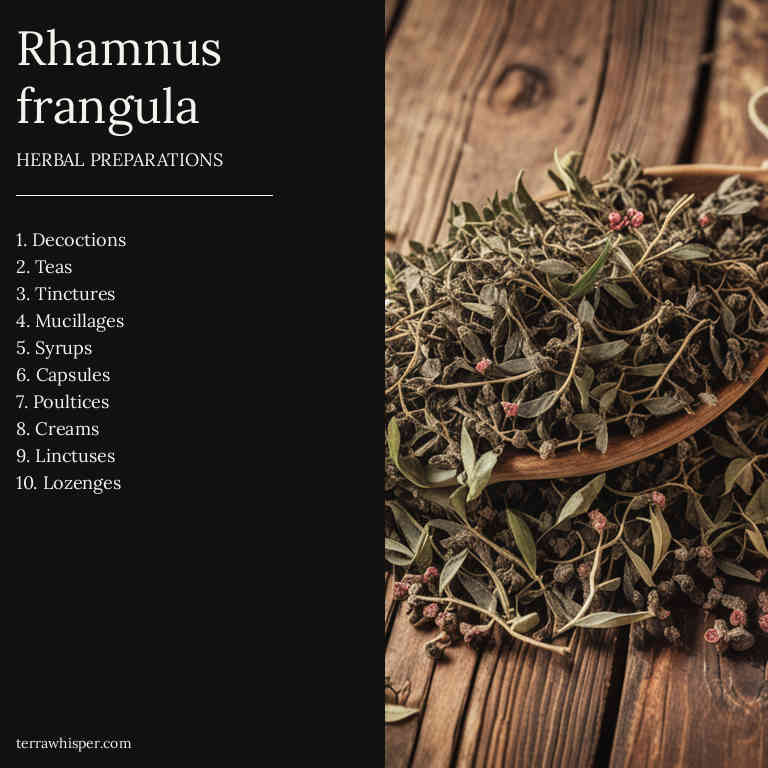 Rhamnus
frangula
HERBAL PREPARATIONS
1. Decoctions
2. Teas
3. Tinctures
4. Mucillages
5. Syrups
6. Capsules
7. Poultices
8. Creams
9. Linctuses
10. Lozenges
terrawhisper.com